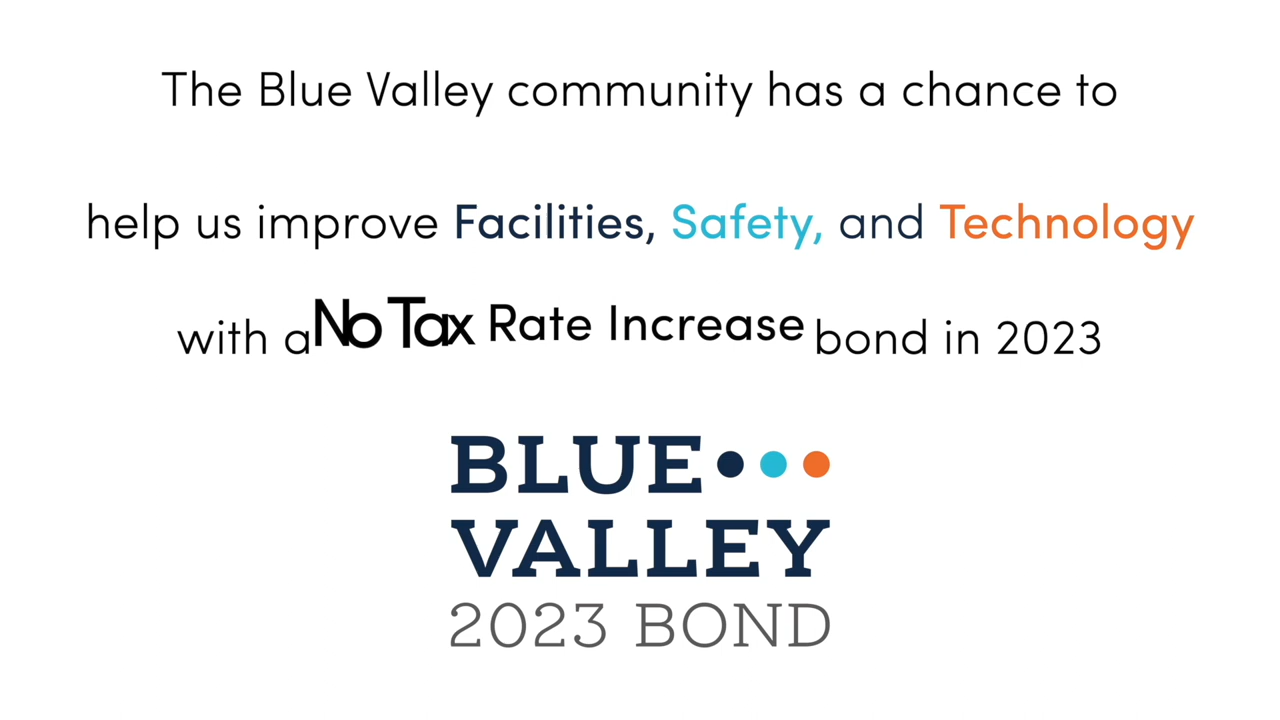 The Blue Valley community has a chance to
help us improve Facilities, Safety, and Technology
with a No Tax Rate Increase bond in 2023
BLUE
VALLEY
2023 BOND